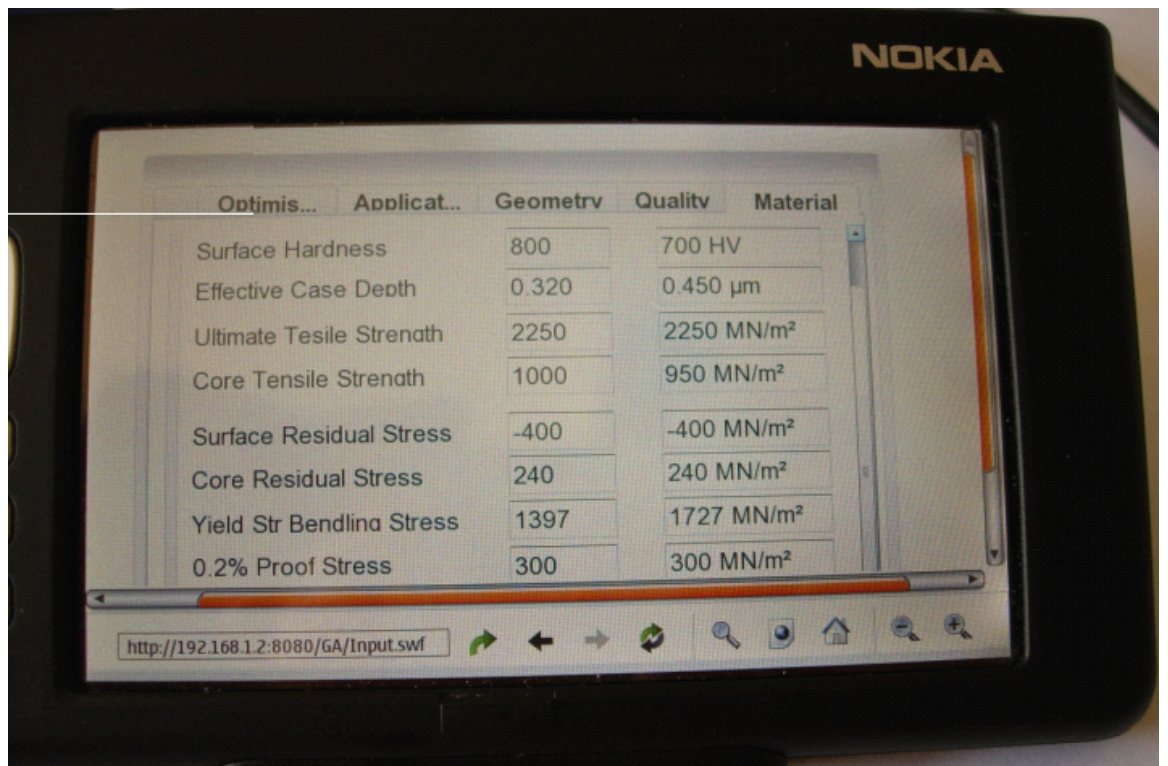 NOKIA
Optimis... Applicat... Geometry Quality Material
Surface Hardness 800 700 HV
Effective Case Depth 0.320 0.450 µm
Ultimate Tesile Strength 2250 2250 MN/m²
Core Tensile Strength 1000 950 MN/m²
Surface Residual Stress -400 -400 MN/m²
Core Residual Stress 240 240 MN/m²
Yield Str Bendling Stress 1397 1727 MN/m²
0.2% Proof Stress 300 300 MN/m²
http://192.168.1.2:8080/GA/Input.swf